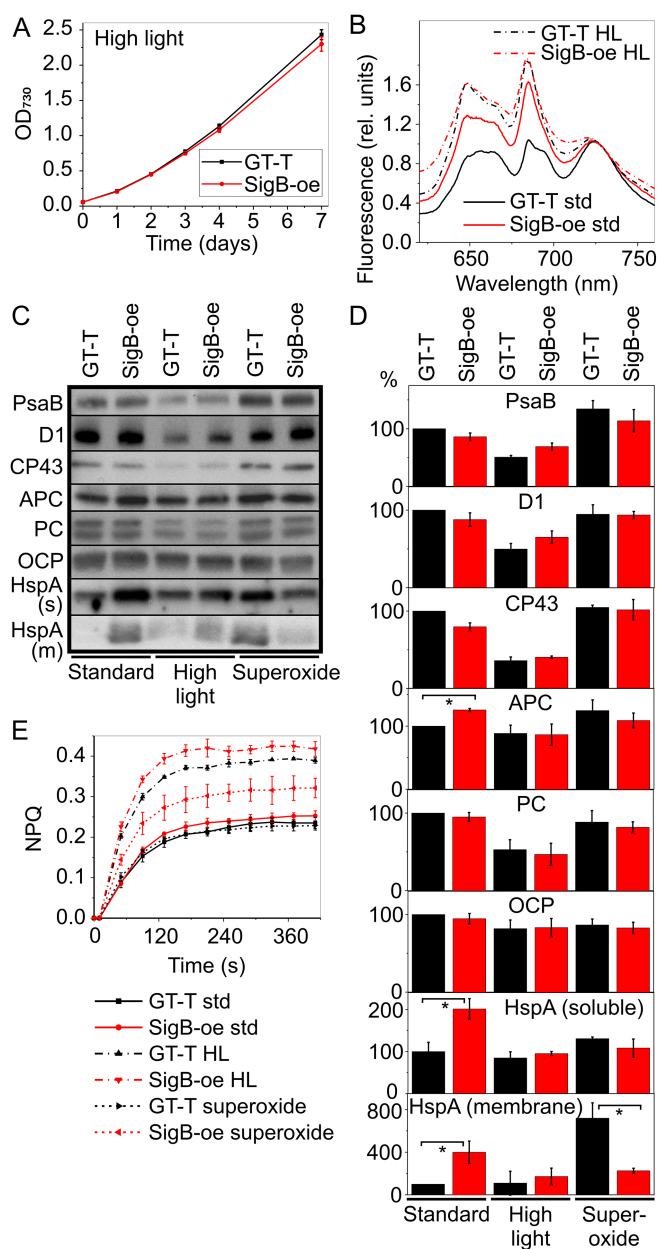 A
High light
2.5
2.0
1.5
1.0
0.5
0.0
OD730
GT-T
SigB-oe
0 1 2 3 4 5 6 7
Time (days)
B
GT-T HL
SigB-oe HL
1.6
1.2
0.8
0.4
0.0
Fluorescence (rel. units)
GT-T std
SigB-oe std
650 700 750
Wavelength (nm)
C
GT-T SigB-oe GT-T SigB-oe GT-T SigB-oe
PsaB
D1
CP43
APC
PC
OCP
HspA
(s)
HspA
(m)
Standard High Superoxide
light
D
GT-T SigB-oe GT-T SigB-oe GT-T SigB-oe
%
PsaB
100
0
D1
100
0
CP43
100
0
* APC
100
0
PC
100
0
OCP
100
0
* HspA (soluble)
200
100
0
HspA (membrane)
* *
800
400
0
Standard High Super-
light oxide
E
0.4
0.3
0.2
0.1
0.0
NPQ
0 120 240 360
Time (s)
GT-T std
SigB-oe std
GT-T HL
SigB-oe HL
GT-T superoxide
SigB-oe superoxide